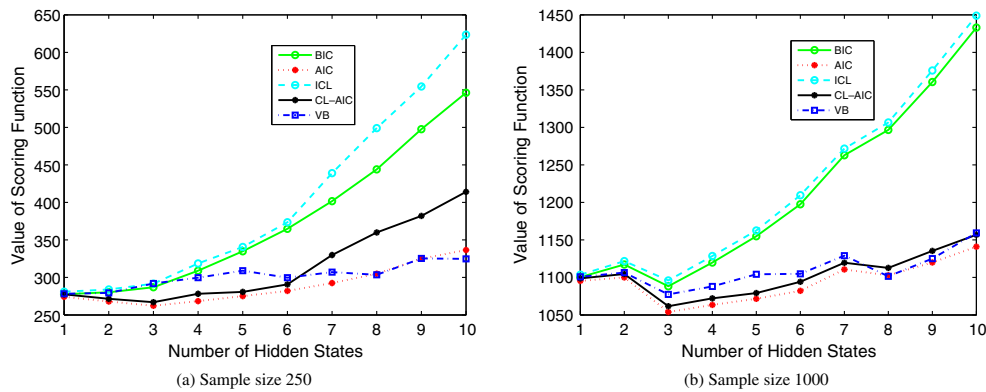 650
600
550
500
450
400
350
300
250
Value of Scoring Function
BIC
AIC
ICL
CL−AIC
VB
1 2 3 4 5 6 7 8 9 10
Number of Hidden States
(a) Sample size 250
1450
1400
1350
1300
1250
1200
1150
1100
1050
Value of Scoring Function
BIC
AIC
ICL
CL−AIC
VB
1 2 3 4 5 6 7 8 9 10
Number of Hidden States
(b) Sample size 1000